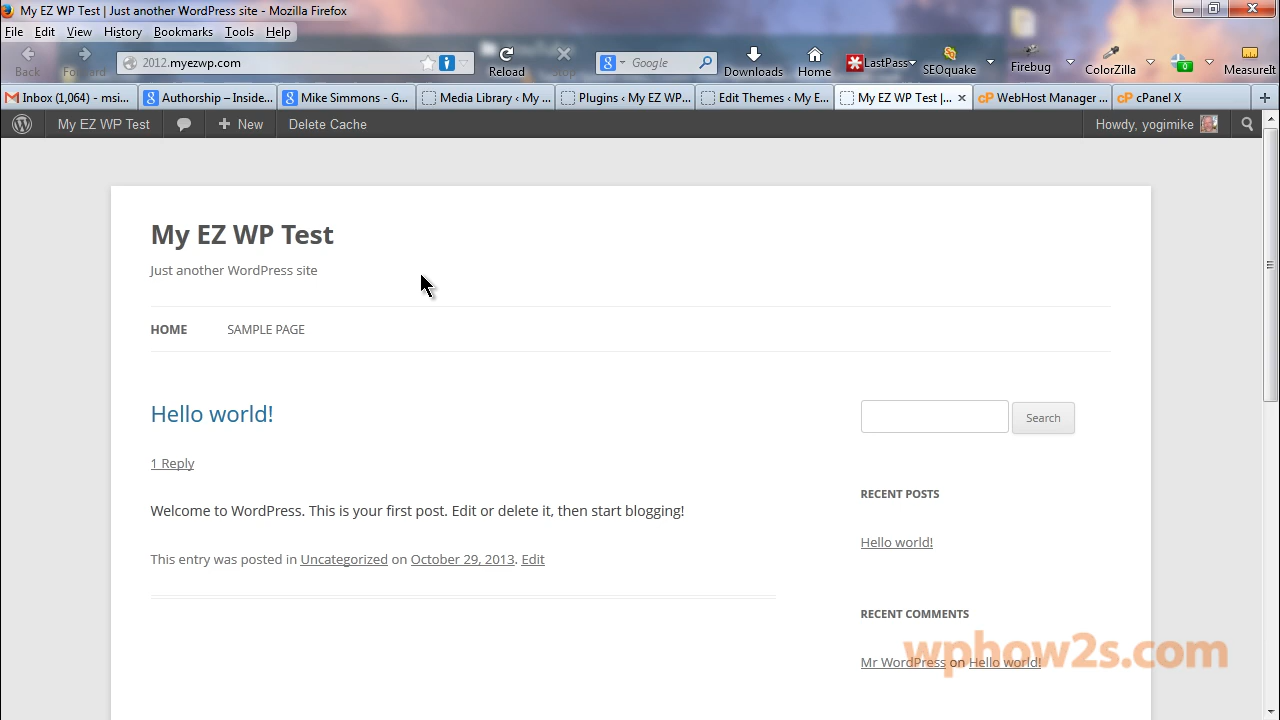 My EZ WP Test | Just another WordPress site - Mozilla Firefox
File Edit View History Bookmarks Tools Help
Back Forward 2012.myezwp.com Reload Stop Google Downloads Home LastPass SEOquake Firebug ColorZilla 0 MeasureIt
Inbox (1,064) - msi... Authorship – Inside... Mike Simmons - G... Media Library ‹ My ... Plugins ‹ My EZ WP... Edit Themes ‹ My E... My EZ WP Test |... WebHost Manager ... cPanel X
My EZ WP Test New Delete Cache Howdy, yogimike
My EZ WP Test
Just another WordPress site
HOME SAMPLE PAGE
Hello world!
1 Reply
Welcome to WordPress. This is your first post. Edit or delete it, then start blogging!
This entry was posted in Uncategorized on October 29, 2013. Edit
Search
RECENT POSTS
Hello world!
RECENT COMMENTS
Mr WordPress on Hello world!
wphow2s.com